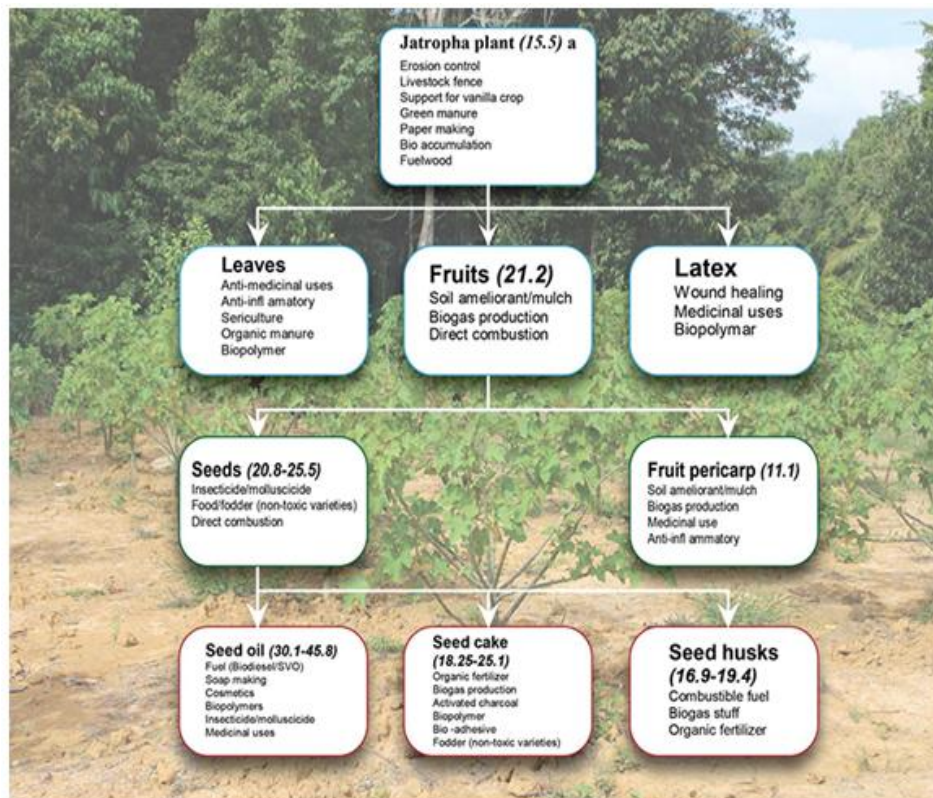 Jatropha plant (15.5) a
Erosion control
Livestock fence
Support for vanilla crop
Green manure
Paper making
Bio accumulation
Fuelwood
Leaves
Anti-medicinal uses
Anti-infl amatory
Sericulture
Organic manure
Biopolymer
Fruits (21.2)
Soil ameliorant/mulch
Biogas production
Direct combustion
Latex
Wound healing
Medicinal uses
Biopolymar
Seeds (20.8-25.5)
Insecticide/molluscicide
Food/fodder (non-toxic varieties)
Direct combustion
Fruit pericarp (11.1)
Soil ameliorant/mulch
Biogas production
Medicinal use
Anti-infl ammatory
Seed oil (30.1-45.8)
Fuel (Biodiesel/SVO)
Soap making
Cosmetics
Biopolymers
Insecticide/molluscicide
Medicinal uses
Seed cake
(18.25-25.1)
Organic fertilizer
Biogas production
Activated charcoal
Biopolymer
Bio -adhesive
Fodder (non-toxic varieties)
Seed husks
(16.9-19.4)
Combustible fuel
Biogas stuff
Organic fertilizer